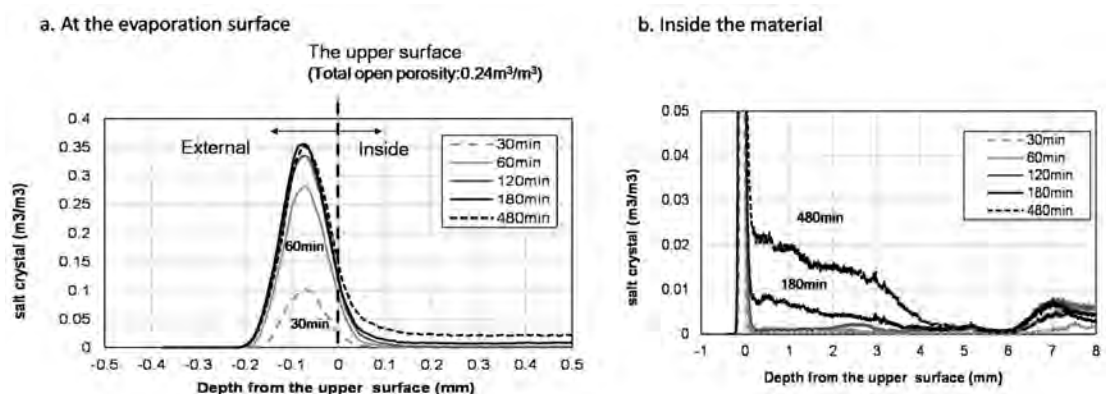 a. At the evaporation surface
The upper surface
(Total open porosity:0.24m³/m³)
0.4
0.35
0.3
0.25
0.2
0.15
0.1
0.05
0
salt crystal (m3/m3)
External
Inside
30min
60min
120min
180min
480min
60min
30min
-0.5 -0.4 -0.3 -0.2 -0.1 0 0.1 0.2 0.3 0.4 0.5
Depth from the upper surface (mm)
b. Inside the material
0.05
0.04
0.03
0.02
0.01
0
salt crystal (m3/m3)
30min
60min
120min
180min
480min
480min
180min
-1 0 1 2 3 4 5 6 7 8
Depth from the upper surface (mm)